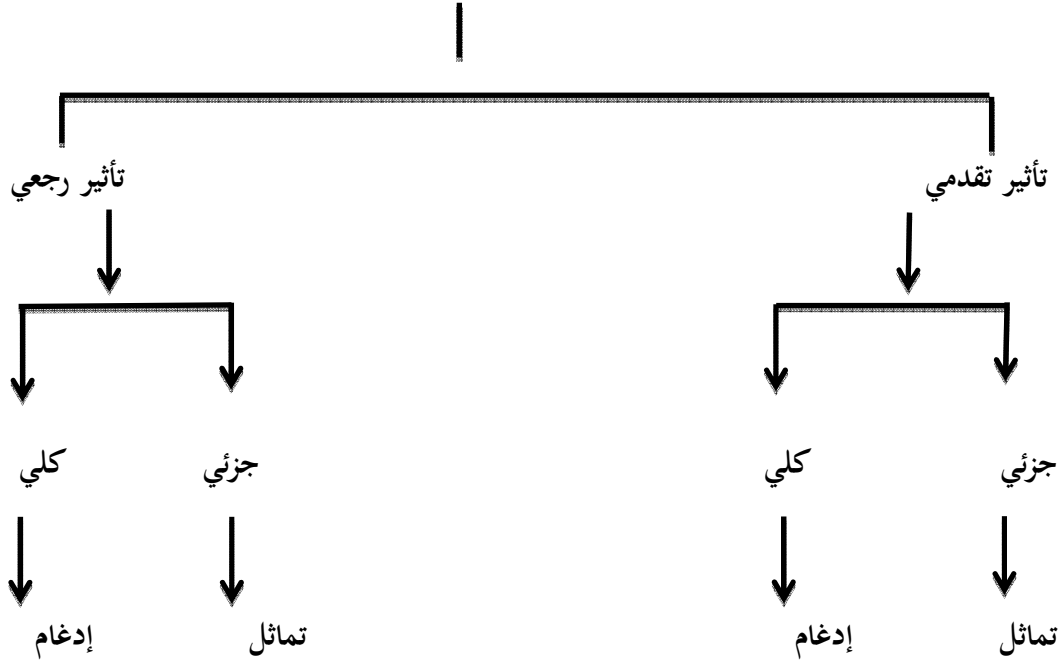 تأثير تقدمي تأثير رجعي
جزئي كلي جزئي كلي
تماثل إدغام تماثل إدغام